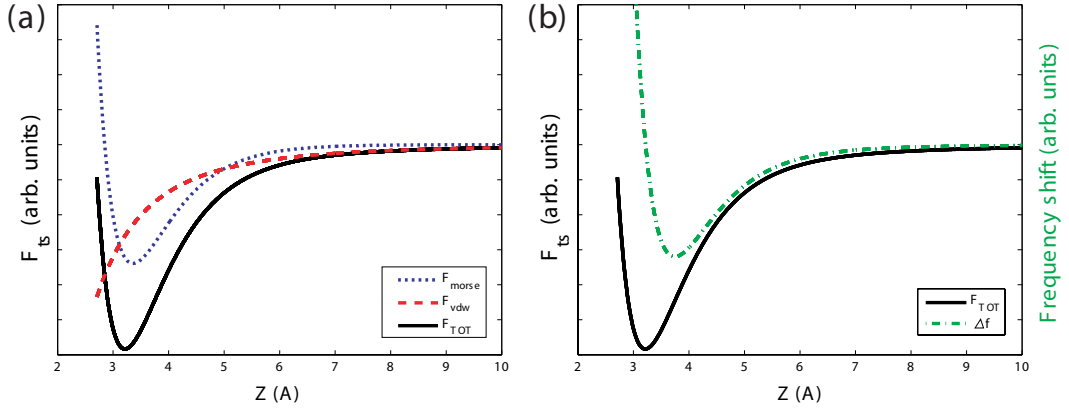 (a)
F_ts (arb. units)
F_morse
F_vdw
F_TOT
2 3 4 5 6 7 8 9 10
Z (A)
(b)
F_ts (arb. units)
F_TOT
Δf
2 3 4 5 6 7 8 9 10
Z (A)
Frequency shift (arb. units)